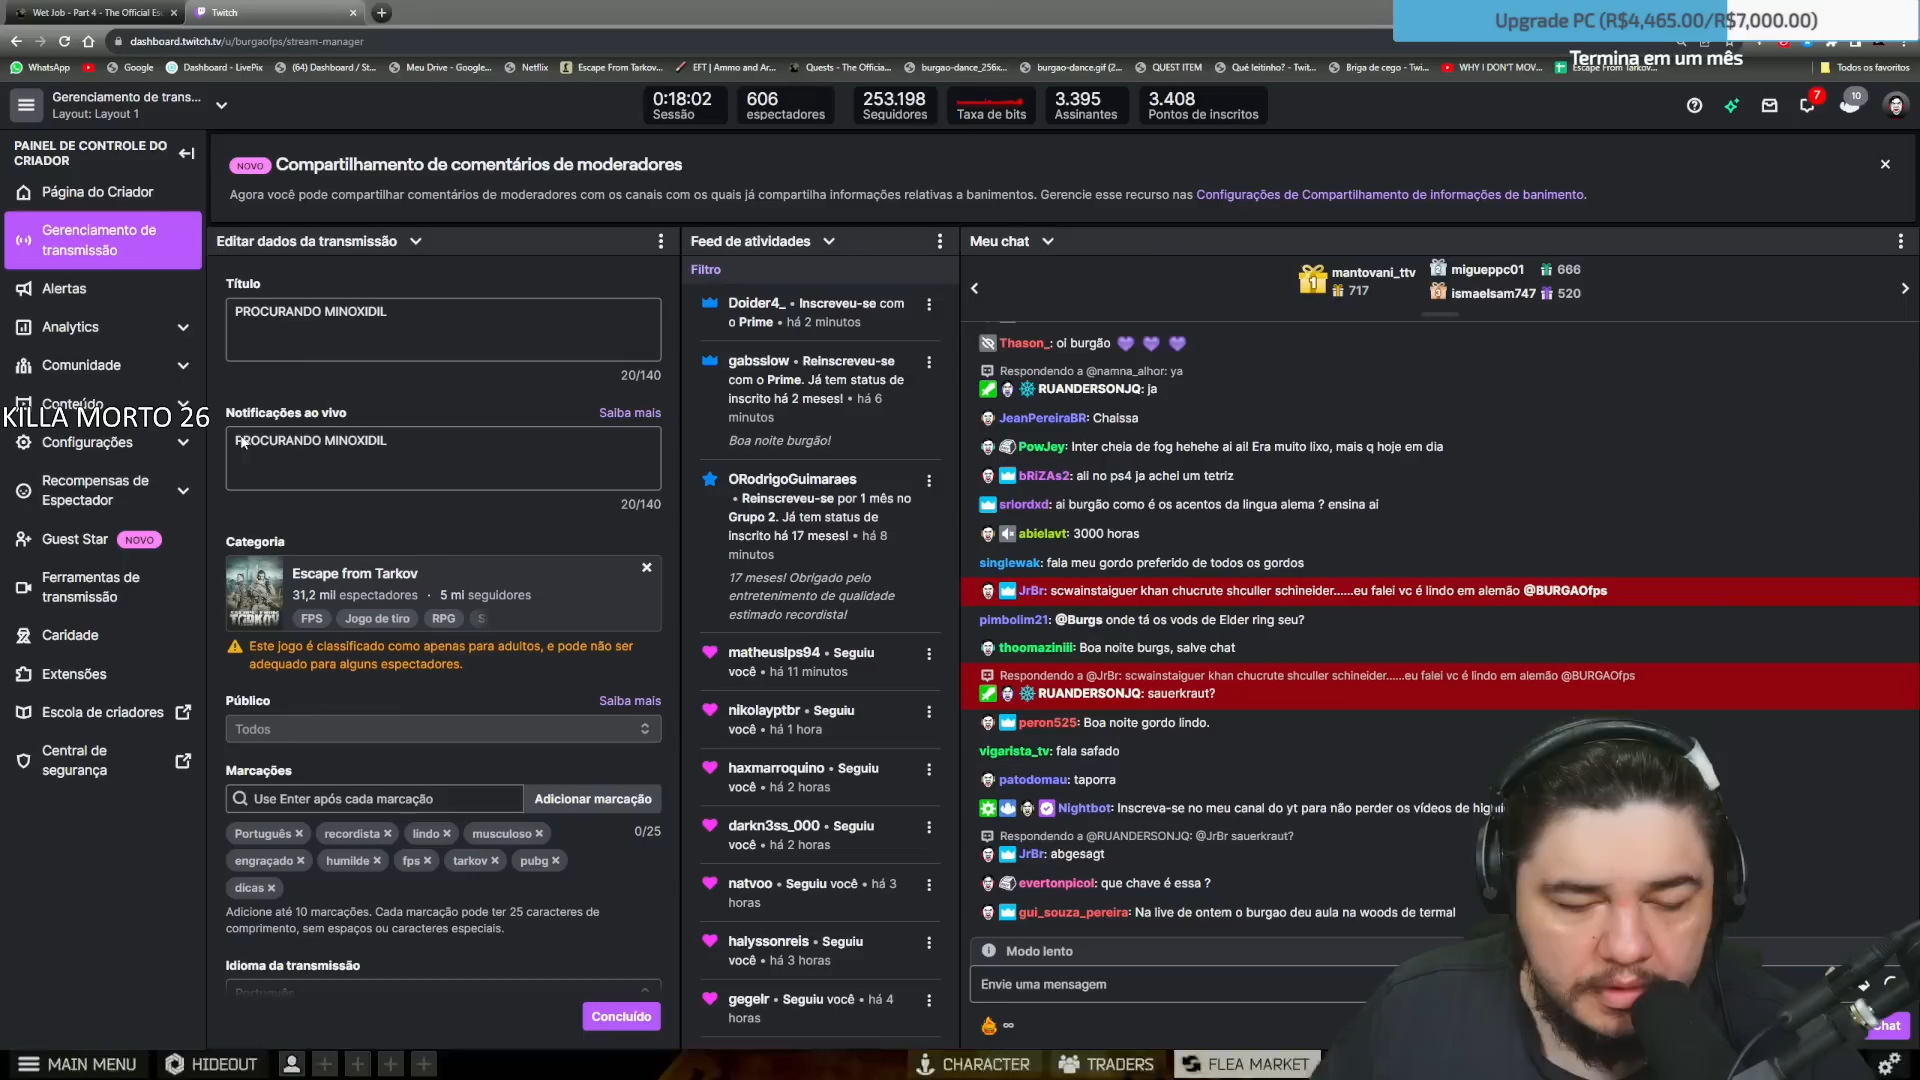 Wet Job - Part 4 - The Official Es
Twitch
dashboard.twitch.tv/u/burgaofps/stream-manager
Upgrade PC (R$4,465.00/R$7,000.00)
Termina em um mês
WhatsApp
Google
Dashboard - LivePix
(64) Dashboard / St...
Meu Drive - Google...
Netflix
Escape From Tarkov...
EFT | Ammo and Ar...
Quests - The Officia...
burgao-dance_256x...
burgao-dance.gif (2...
QUEST ITEM
Qué leitinho? - Twit...
Briga de cego - Twi...
WHY I DON'T MOV...
Escape From Tarkov...
Todos os favoritos
Gerenciamento de trans...
Layout: Layout 1
0:18:02
Sessão
606
espectadores
253.198
Seguidores
Taxa de bits
3.395
Assinantes
3.408
Pontos de inscritos
7
10
PAINEL DE CONTROLE DO
CRIADOR
Página do Criador
Gerenciamento de
transmissão
Alertas
Analytics
Comunidade
Conteúdo
KILLA MORTO 26
Configurações
Recompensas de
Espectador
Guest Star NOVO
Ferramentas de
transmissão
Caridade
Extensões
Escola de criadores
Central de
segurança
NOVO Compartilhamento de comentários de moderadores
Agora você pode compartilhar comentários de moderadores com os canais com os quais já compartilha informações relativas a banimentos. Gerencie esse recurso nas Configurações de Compartilhamento de informações de banimento.
Editar dados da transmissão
Título
PROCURANDO MINOXIDIL
20/140
Notificações ao vivo
Saiba mais
PROCURANDO MINOXIDIL
20/140
Categoria
Escape from Tarkov
31,2 mil espectadores · 5 mi seguidores
FPS
Jogo de tiro
RPG
S
Este jogo é classificado como apenas para adultos, e pode não ser
adequado para alguns espectadores.
Público
Saiba mais
Todos
Marcações
Use Enter após cada marcação
Adicionar marcação
Português
recordista
lindo
musculoso
0/25
engraçado
humilde
fps
tarkov
pubg
dicas
Adicione até 10 marcações. Cada marcação pode ter 25 caracteres de
comprimento, sem espaços ou caracteres especiais.
Idioma da transmissão
Português
Concluído
Feed de atividades
Filtro
Doider4_ • Inscreveu-se com
o Prime • há 2 minutos
gabsslow • Reinscreveu-se
com o Prime. Já tem status de
inscrito há 2 meses! • há 6
minutos
Boa noite burgão!
ORodrigoGuimaraes
• Reinscreveu-se por 1 mês no
Grupo 2. Já tem status de
inscrito há 17 meses! • há 8
minutos
17 meses! Obrigado pelo
entretenimento de qualidade
estimado recordista!
matheuslps94 • Seguiu
você • há 11 minutos
nikolayptbr • Seguiu
você • há 1 hora
haxmarroquino • Seguiu
você • há 2 horas
darkn3ss_000 • Seguiu
você • há 2 horas
natvoo • Seguiu você • há 3
horas
halyssonreis • Seguiu
você • há 3 horas
gegelr • Seguiu você • há 4
horas
Meu chat
1
mantovani_ttv
717
2 migueppc01 666
3 ismaelsam747 520
Thason_: oi burgão
Respondendo a @namna_alhor: ya
RUANDERSONJQ: ja
JeanPereiraBR: Chaissa
PowJey: Inter cheia de fog hehehe ai ai! Era muito lixo, mais q hoje em dia
bRiZAs2: ali no ps4 ja achei um tetriz
srlordxd: ai burgão como é os acentos da lingua alema ? ensina ai
abielavt: 3000 horas
singlewak: fala meu gordo preferido de todos os gordos
JrBr: scwainstaiguer khan chucrute shculler schineider......eu falei vc é lindo em alemão @BURGAOfps
pimbolim21: @Burgs onde tá os vods de Elder ring seu?
thoomaziniii: Boa noite burgs, salve chat
Respondendo a @JrBr: scwainstaiguer khan chucrute shculler schineider......eu falei vc é lindo em alemão @BURGAOfps
RUANDERSONJQ: sauerkraut?
peron525: Boa noite gordo lindo.
vigarista_tv: fala safado
patodomau: taporra
Nightbot: Inscreva-se no meu canal do yt para não perder os vídeos de
Respondendo a @RUANDERSONJQ: @JrBr sauerkraut?
JrBr: abgesagt
evertonpicol: que chave é essa ?
gui_souza_pereira: Na live de ontem o burgao deu aula na woods de termal
Modo lento
Envie uma mensagem
∞
Chat
MAIN MENU
HIDEOUT
CHARACTER
TRADERS
FLEA MARKET